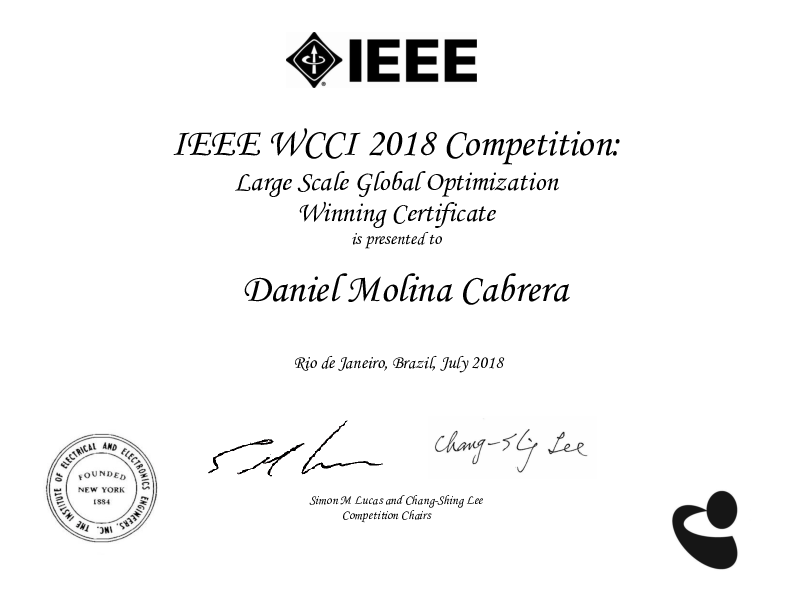 IEEE
IEEE WCCI 2018 Competition:
Large Scale Global Optimization
Winning Certificate
is presented to
Daniel Molina Cabrera
Rio de Janeiro, Brazil, July 2018
Chang-Shing Lee
Simon M Lucas and Chang-Shing Lee
Competition Chairs
THE INSTITUTE OF ELECTRICAL AND ELECTRONICS ENGINEERS, INC.
FOUNDED
NEW YORK
1884